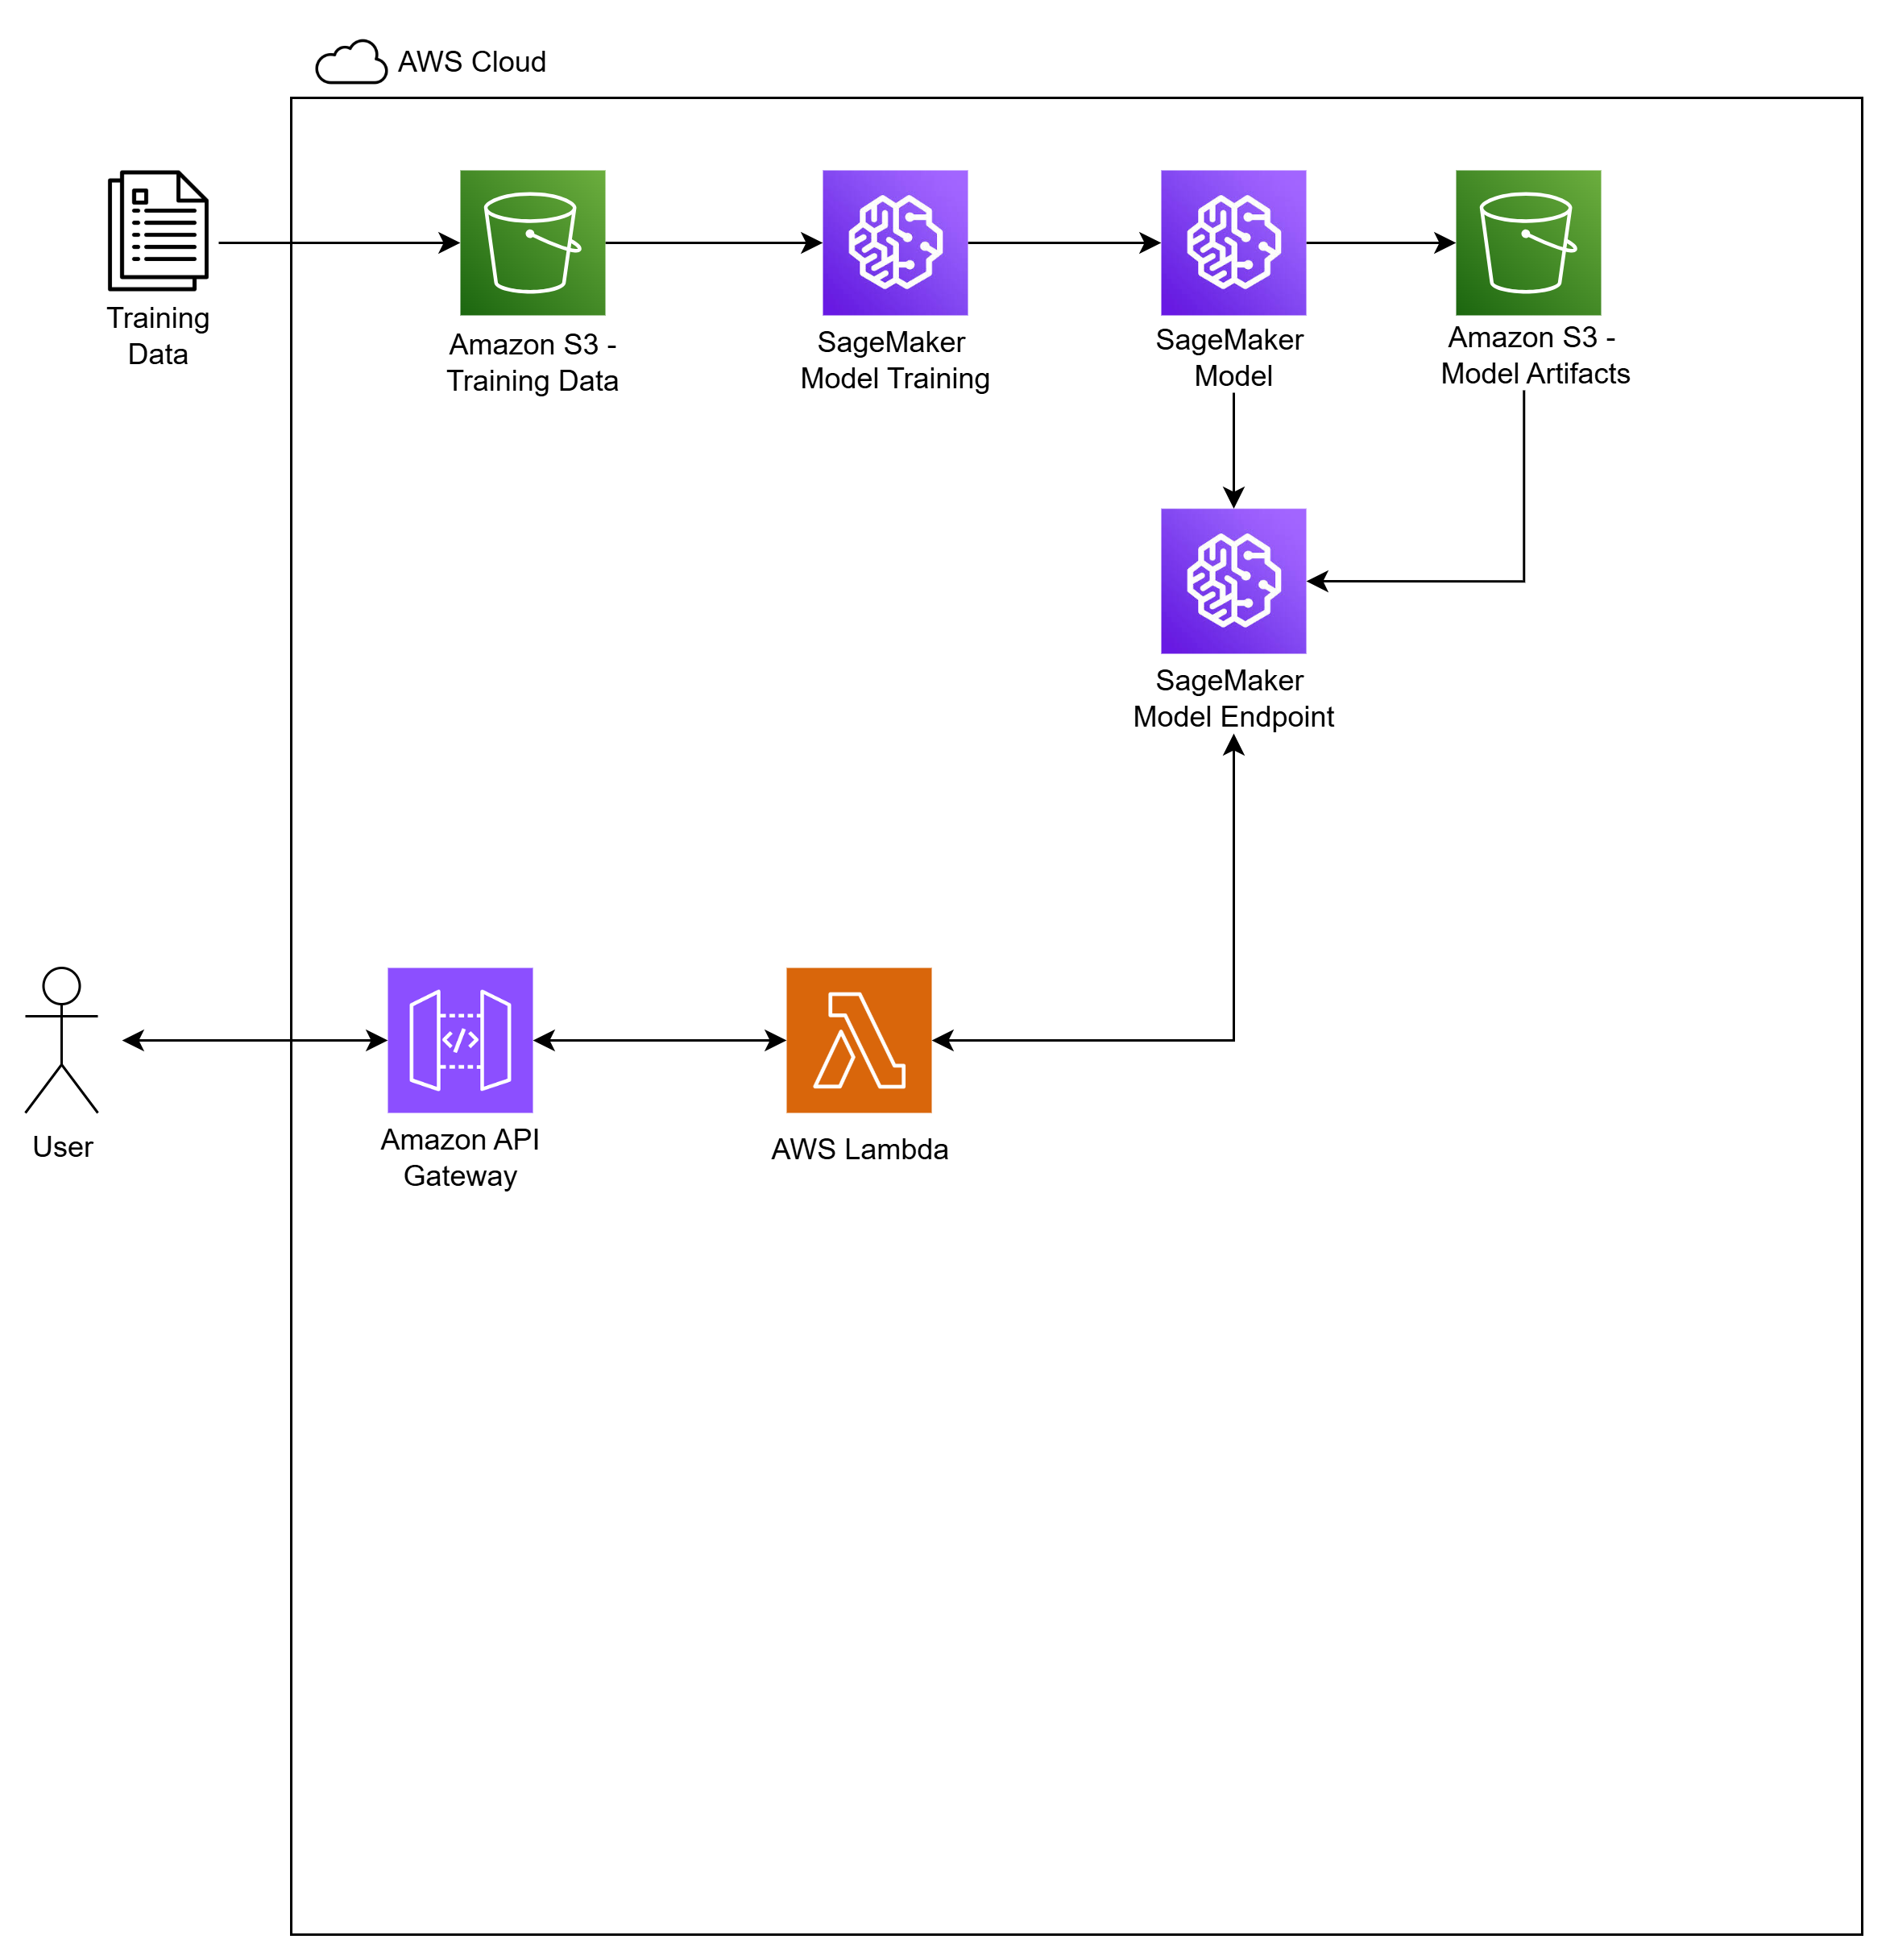 AWS Cloud
Training
Data
Amazon S3 -
Training Data
SageMaker
Model Training
SageMaker
Model
Amazon S3 -
Model Artifacts
SageMaker
Model Endpoint
User
Amazon API
Gateway
AWS Lambda